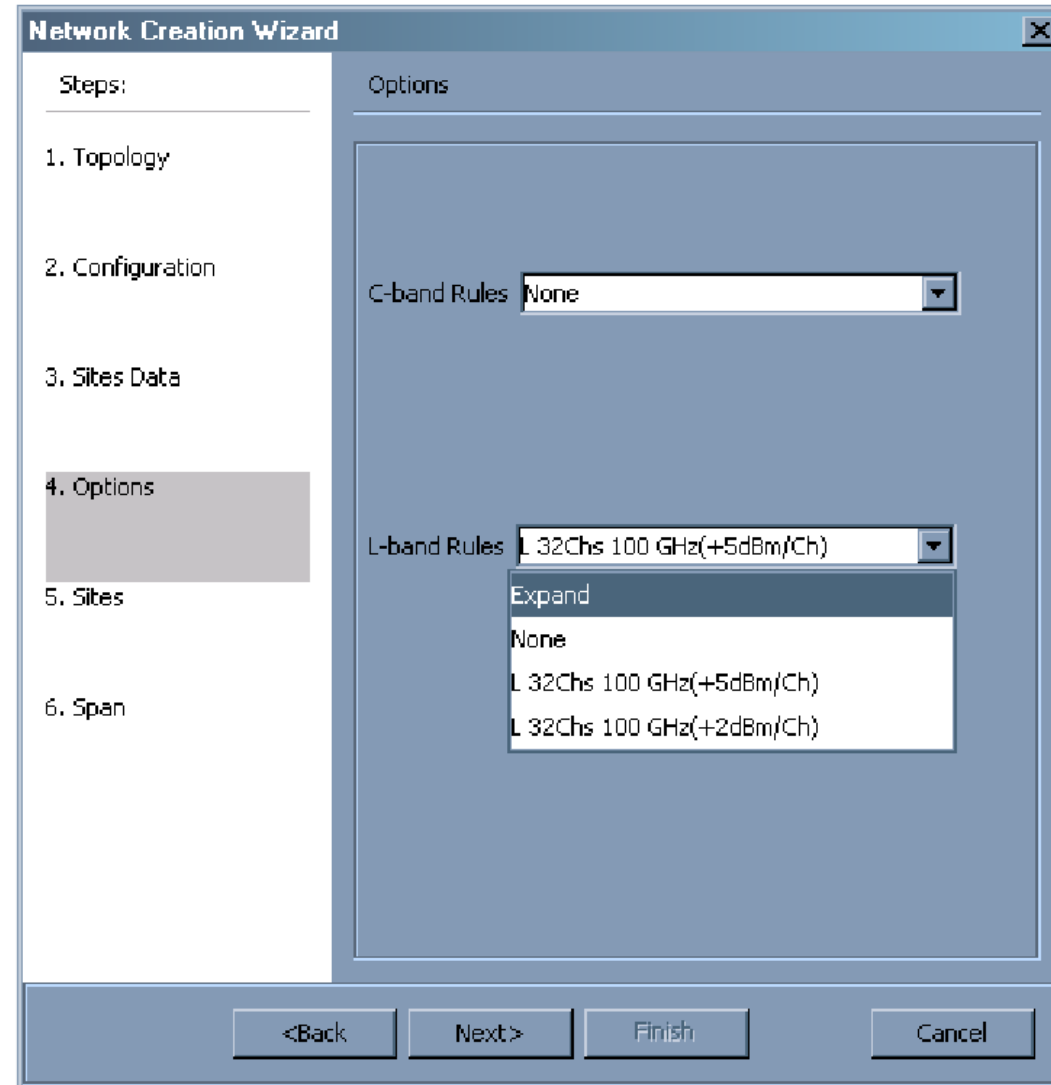 Network Creation Wizard
Steps:
1. Topology
2. Configuration
3. Sites Data
4. Options
5. Sites
6. Span
Options
C-band Rules None
L-band Rules L 32Chs 100 GHz(+5dBm/Ch)
Expand
None
L 32Chs 100 GHz(+5dBm/Ch)
L 32Chs 100 GHz(+2dBm/Ch)
<Back Next> Finish Cancel